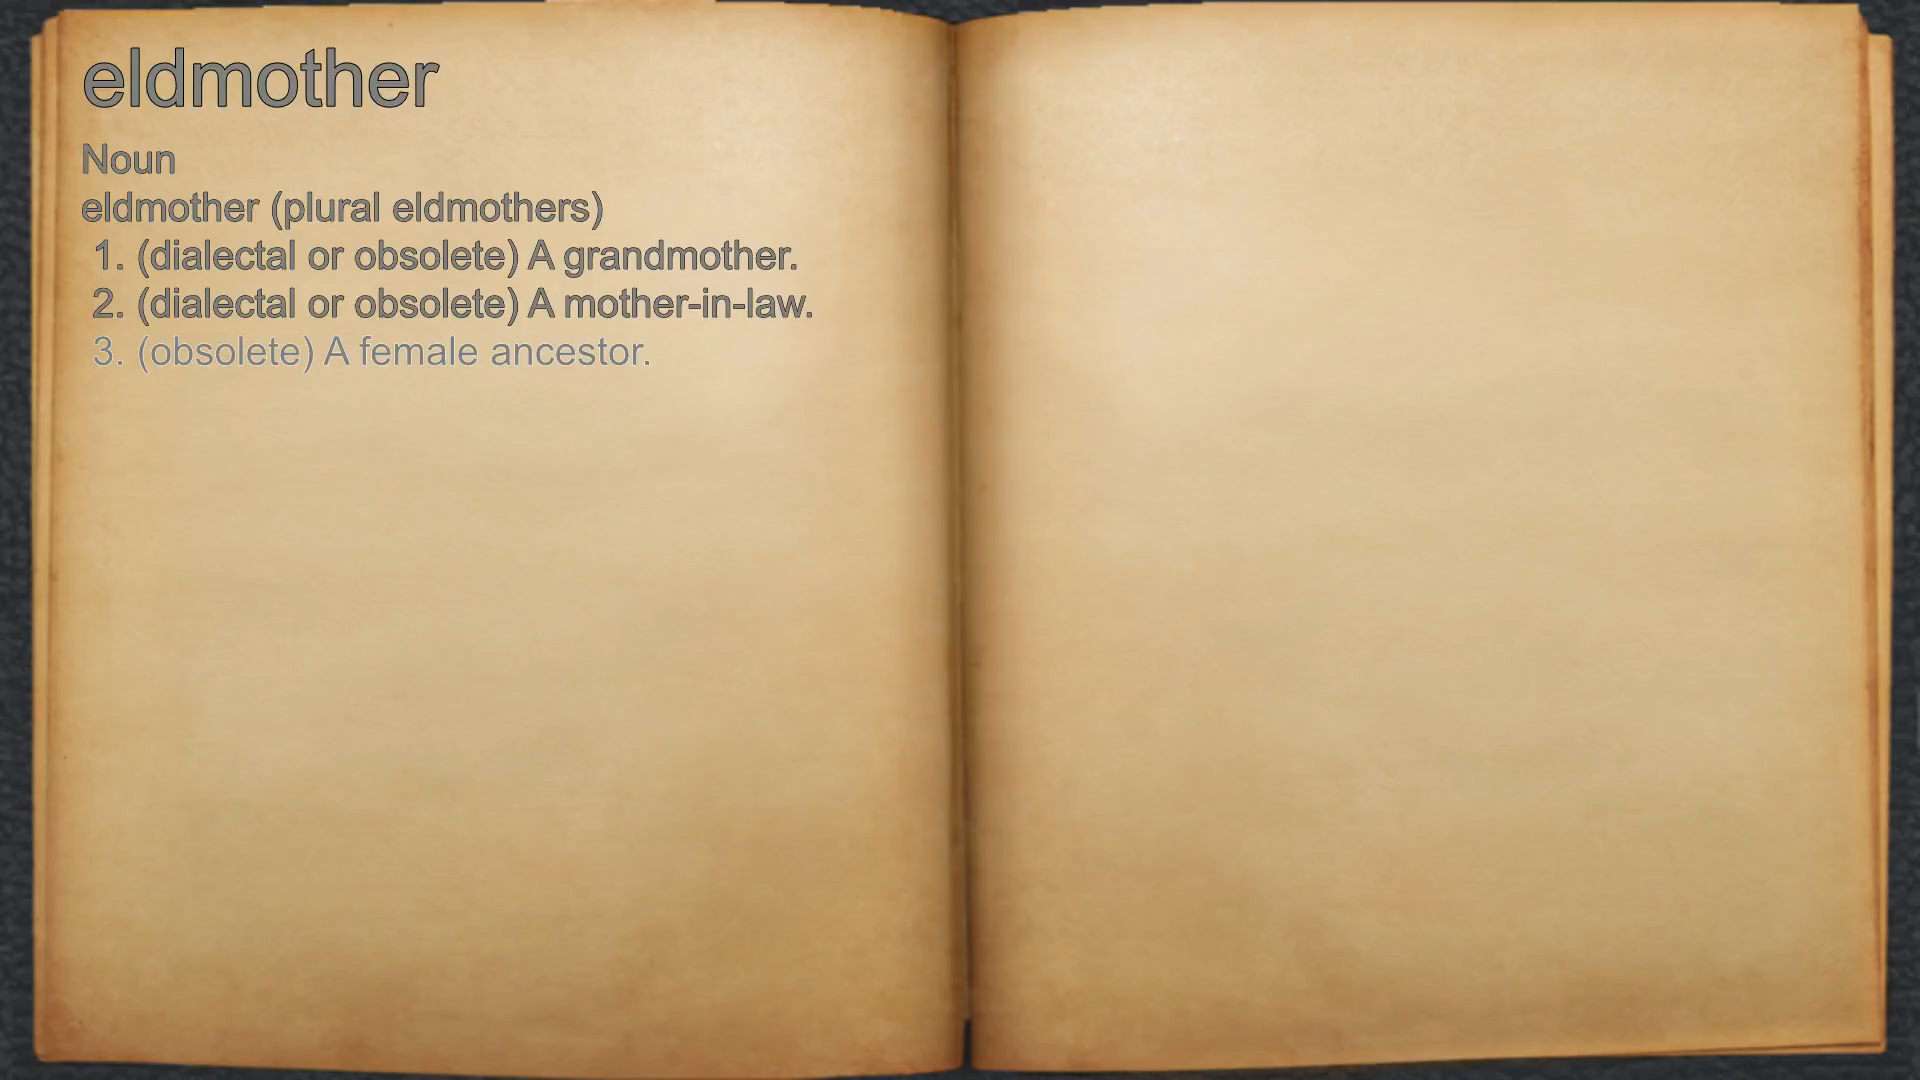 eldmother
Noun
eldmother (plural eldmothers)
1. (dialectal or obsolete) A grandmother.
2. (dialectal or obsolete) A mother-in-law.
3. (obsolete) A female ancestor.